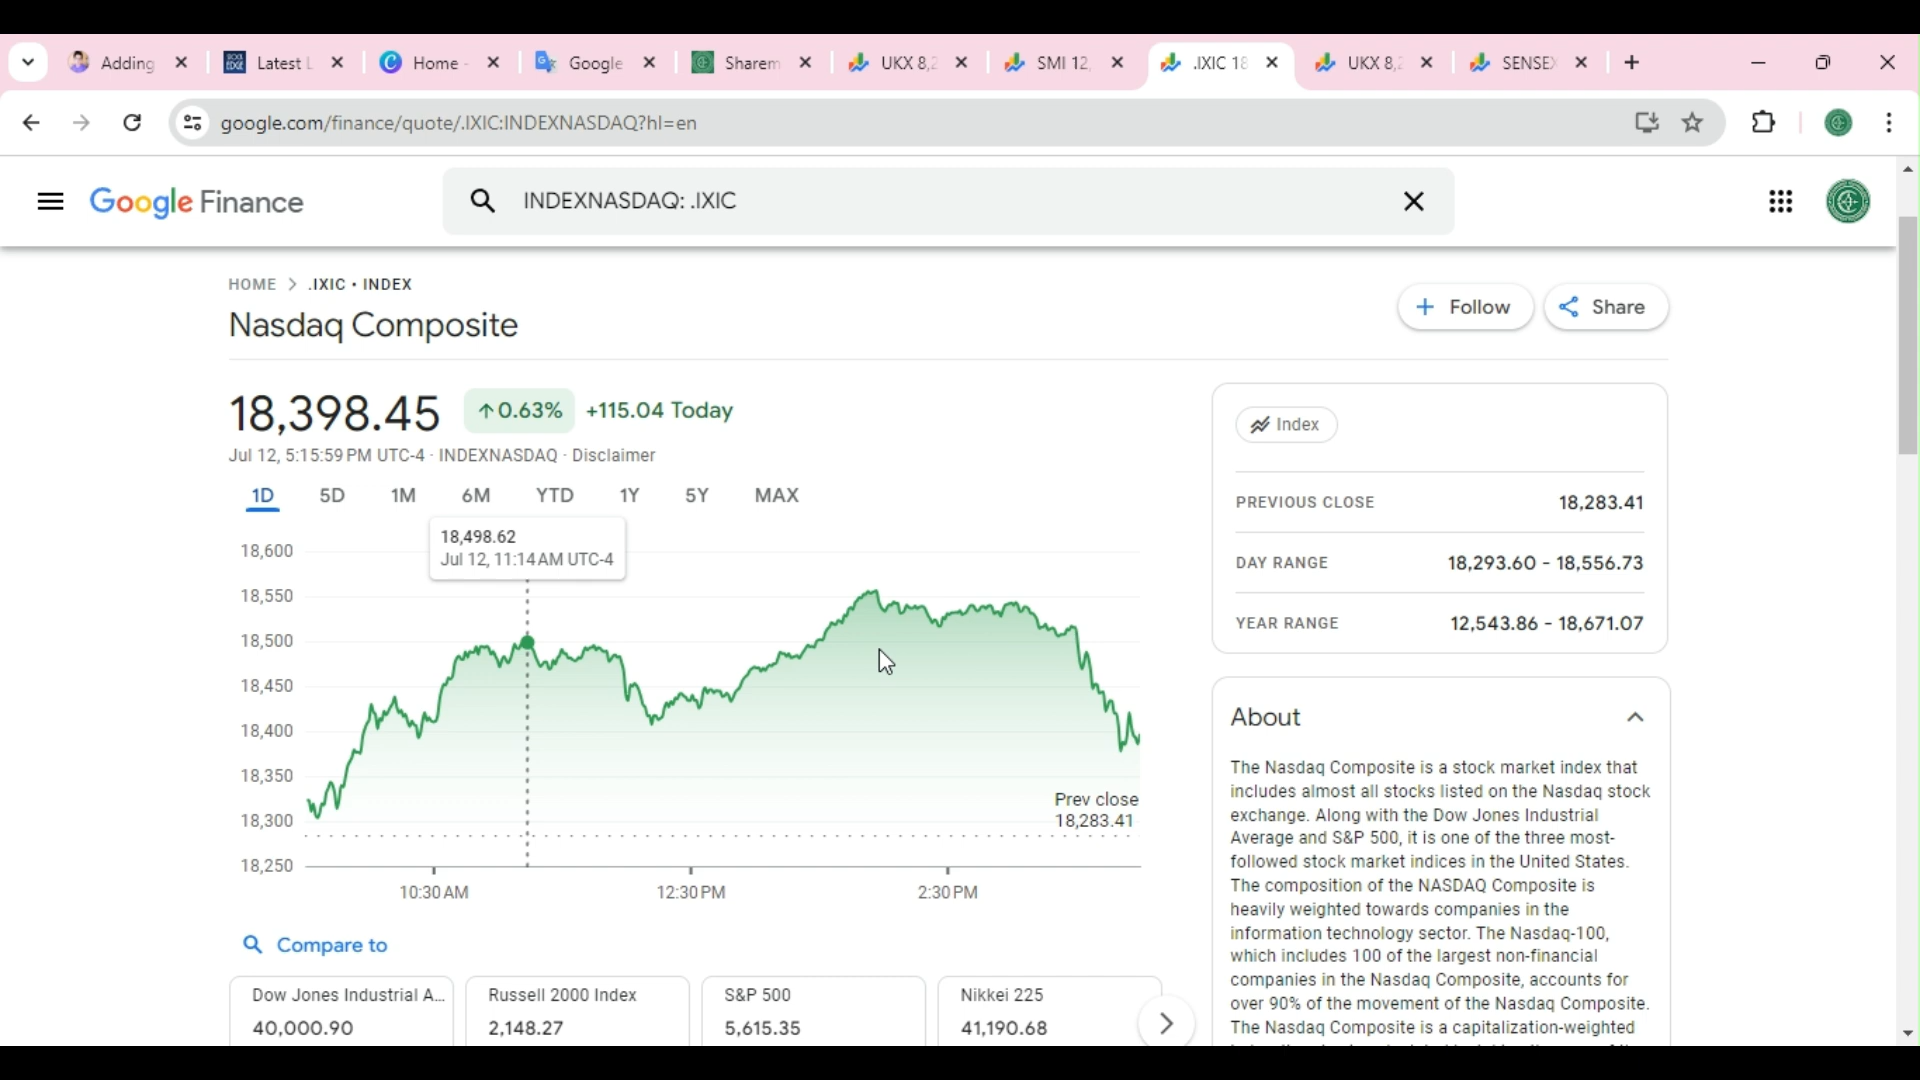 Adding
Latest L
Home -
Google
Sharem
UKX 8,2
SMI 12,
.IXIC 18
UKX 8,2
SENSEX
google.com/finance/quote/.IXIC:INDEXNASDAQ?hl=en
Google Finance
INDEXNASDAQ: .IXIC
HOME > .IXIC • INDEX
Nasdaq Composite
Follow
Share
18,398.45 ↑0.63% +115.04 Today
Jul 12, 5:15:59 PM UTC-4 · INDEXNASDAQ · Disclaimer
1D 5D 1M 6M YTD 1Y 5Y MAX
18,498.62
Jul 12, 11:14 AM UTC-4
18,600
18,550
18,500
18,450
18,400
18,350
18,300
18,250
Prev close
18,283.41
10:30 AM 12:30 PM 2:30 PM
Compare to
Dow Jones Industrial A...
40,000.90
Russell 2000 Index
2,148.27
S&P 500
5,615.35
Nikkei 225
41,190.68
Index
PREVIOUS CLOSE 18,283.41
DAY RANGE 18,293.60 - 18,556.73
YEAR RANGE 12,543.86 - 18,671.07
About
The Nasdaq Composite is a stock market index that
includes almost all stocks listed on the Nasdaq stock
exchange. Along with the Dow Jones Industrial
Average and S&P 500, it is one of the three most-
followed stock market indices in the United States.
The composition of the NASDAQ Composite is
heavily weighted towards companies in the
information technology sector. The Nasdaq-100,
which includes 100 of the largest non-financial
companies in the Nasdaq Composite, accounts for
over 90% of the movement of the Nasdaq Composite.
The Nasdaq Composite is a capitalization-weighted